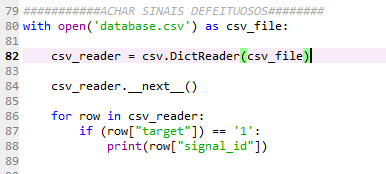 79 ###########ACHAR SINAIS DEFEITUOSOS########
80 with open('database.csv') as csv_file:
81
82 csv_reader = csv.DictReader(csv_file)
83
84 csv_reader.__next__()
85
86 for row in csv_reader:
87 if (row["target"]) == '1':
88 print(row["signal_id"])
89